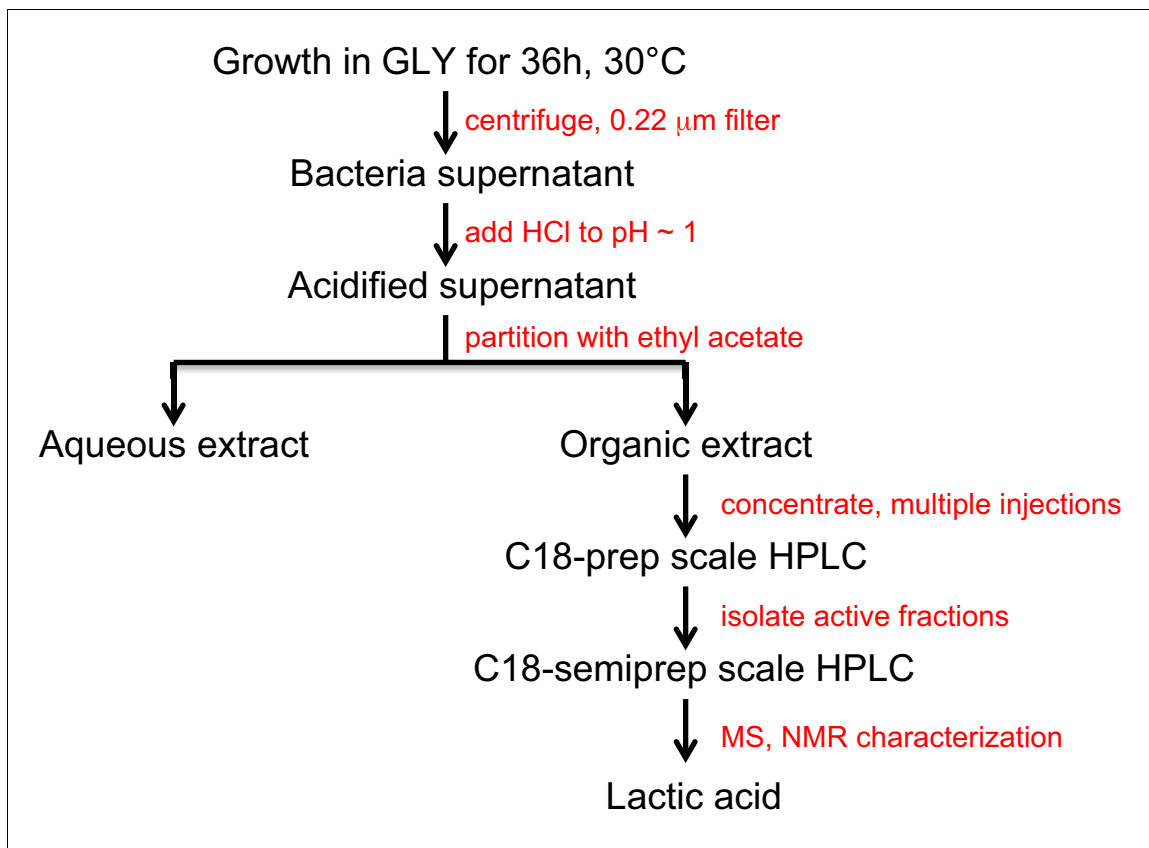 Growth in GLY for 36h, 30°C
centrifuge, 0.22 μm filter
Bacteria supernatant
add HCl to pH ~ 1
Acidified supernatant
partition with ethyl acetate
Aqueous extract
Organic extract
concentrate, multiple injections
C18-prep scale HPLC
isolate active fractions
C18-semiprep scale HPLC
MS, NMR characterization
Lactic acid